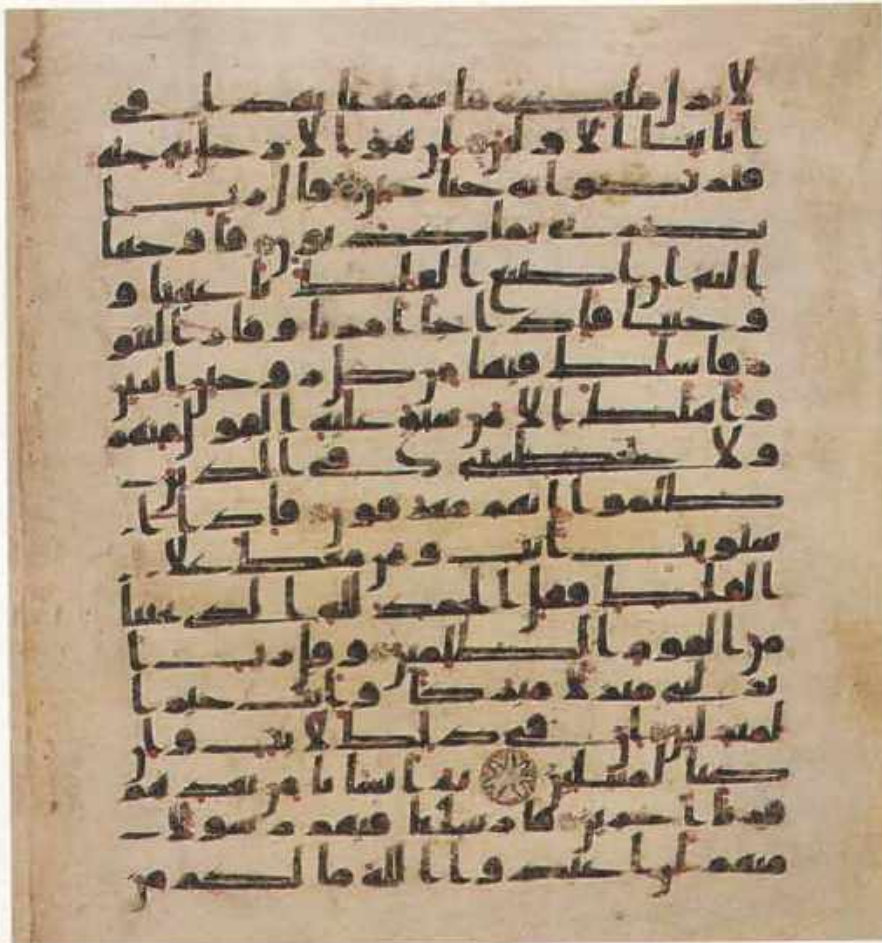 لانزل مليكة ما سمعنا بهذا في
ابائنا الاولين ان هو الا رجل به جنة
فتربصوا به حتى حين قال رب ا
نصرني بما كذبون فاوحينا
اليه ان اصنع الفلك باعيننا و
وحينا فاذا جا امرنا وفار التنو
ر فاسلك فيها من كل زوجين اثنين
واهلك الا من سبق عليه القول منهم
ولا تخطبني في الذين
ظلموا انهم مغرقون فاذا ا
ستويت انت ومن معك علا
الفلك فقل الحمد لله الذي نجينا
من القوم الظلمين وقل رب ا
نزلني منزلا مبركا وانت خير ا
لمنزلين ان في ذلك لايت وان
كنا لمبتلين ثم انشانا من بعدهم
قرنا اخرين فارسلنا فيهم رسولا
منهم ان اعبدوا الله ما لكم من